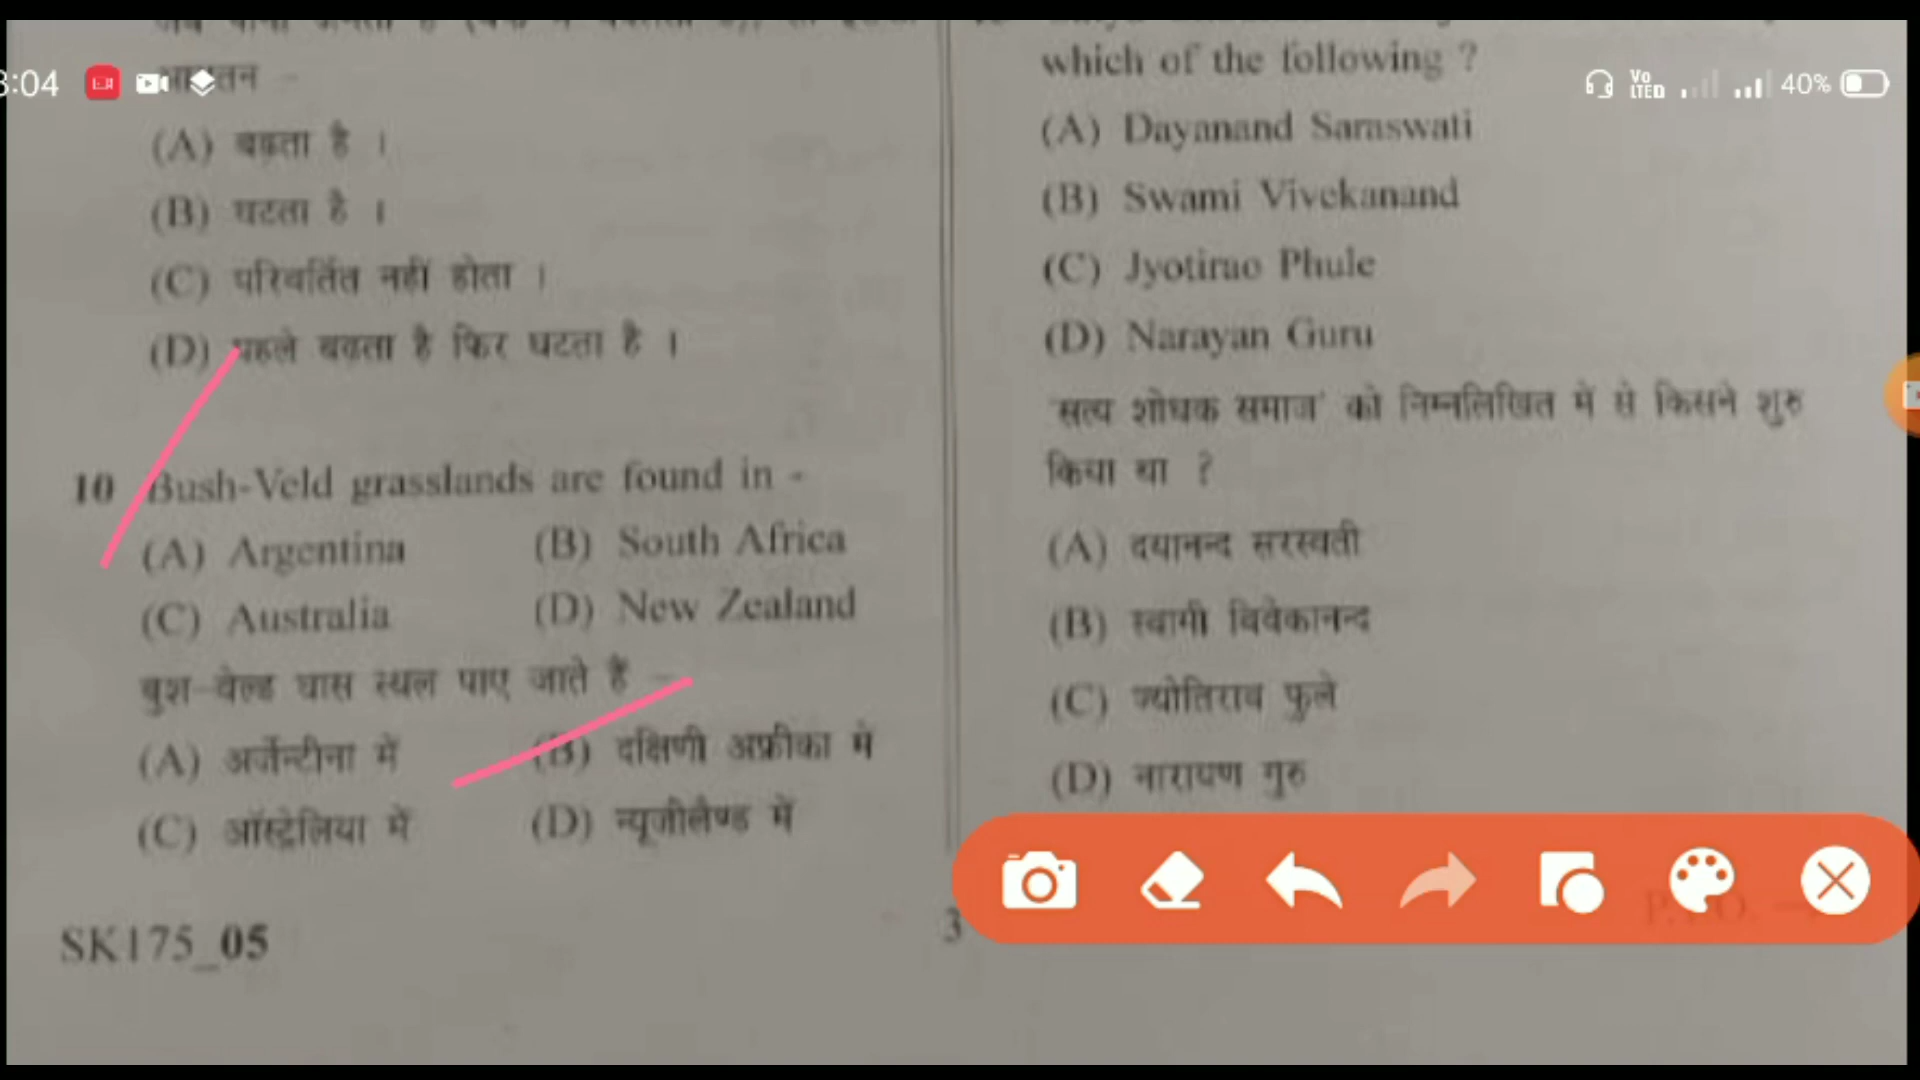 :04
40%
(A) बढ़ता है ।
(B) घटता है ।
(C) परिवर्तित नहीं होता ।
(D) पहले बढ़ता है फिर घटता है ।
10 Bush-Veld grasslands are found in -
(A) Argentina (B) South Africa
(C) Australia (D) New Zealand
बुश-वेल्ड घास स्थल पाए जाते हैं -
(A) अर्जेन्टीना में (B) दक्षिणी अफ्रीका में
(C) ऑस्ट्रेलिया में (D) न्यूजीलैण्ड में
SK175_05
which of the following ?
(A) Dayanand Saraswati
(B) Swami Vivekanand
(C) Jyotirao Phule
(D) Narayan Guru
'सत्य शोधक समाज' को निम्नलिखित में से किसने शुरु
किया था ?
(A) दयानन्द सरस्वती
(B) स्वामी विवेकानन्द
(C) ज्योतिराव फुले
(D) नारायण गुरु
3